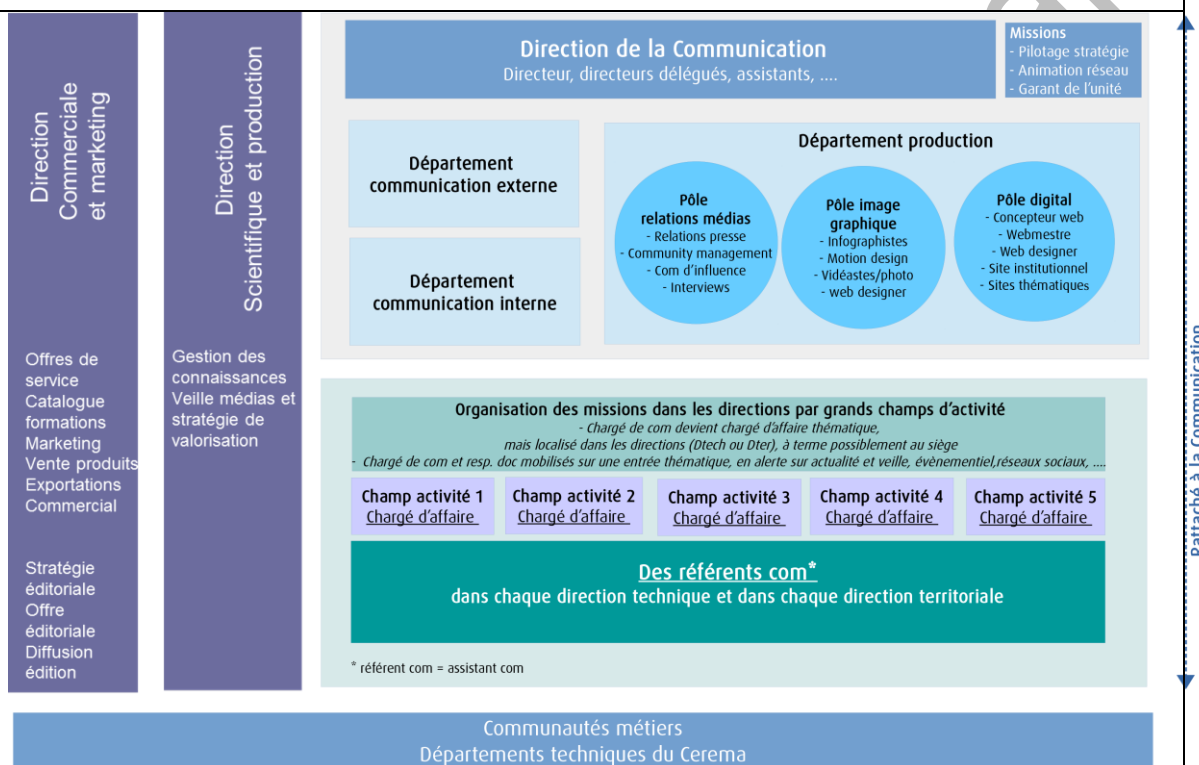 Direction
Commerciale
et marketing
Offres de
service
Catalogue
formations
Marketing
Vente produits
Exportations
Commercial
Stratégie
éditoriale
Offre
éditoriale
Diffusion
édition
Direction
Scientifique et production
Gestion des
connaissances
Veille médias et
stratégie de
valorisation
Direction de la Communication
Directeur, directeurs délégués, assistants, ....
Missions
- Pilotage stratégie
- Animation réseau
- Garant de l'unité
Département
communication externe
Département
communication interne
Département production
Pôle
relations médias
- Relations presse
- Community management
- Com d'influence
- Interviews
Pôle image
graphique
- Infographistes
- Motion design
- Vidéastes/photo
- web designer
Pôle digital
- Concepteur web
- Webmestre
- Web designer
- Site institutionnel
- Sites thématiques
Organisation des missions dans les directions par grands champs d'activité
- Chargé de com devient chargé d'affaire thématique,
mais localisé dans les directions (Dtech ou Dter), à terme possiblement au siège
- Chargé de com et resp. doc mobilisés sur une entrée thématique, en alerte sur actualité et veille, évènementiel,réseaux sociaux, ....
Champ activité 1
Chargé d'affaire
Champ activité 2
Chargé d'affaire
Champ activité 3
Chargé d'affaire
Champ activité 4
Chargé d'affaire
Champ activité 5
Chargé d'affaire
Des référents com*
dans chaque direction technique et dans chaque direction territoriale
* référent com = assistant com
Rattaché à la Communication
Communautés métiers
Départements techniques du Cerema